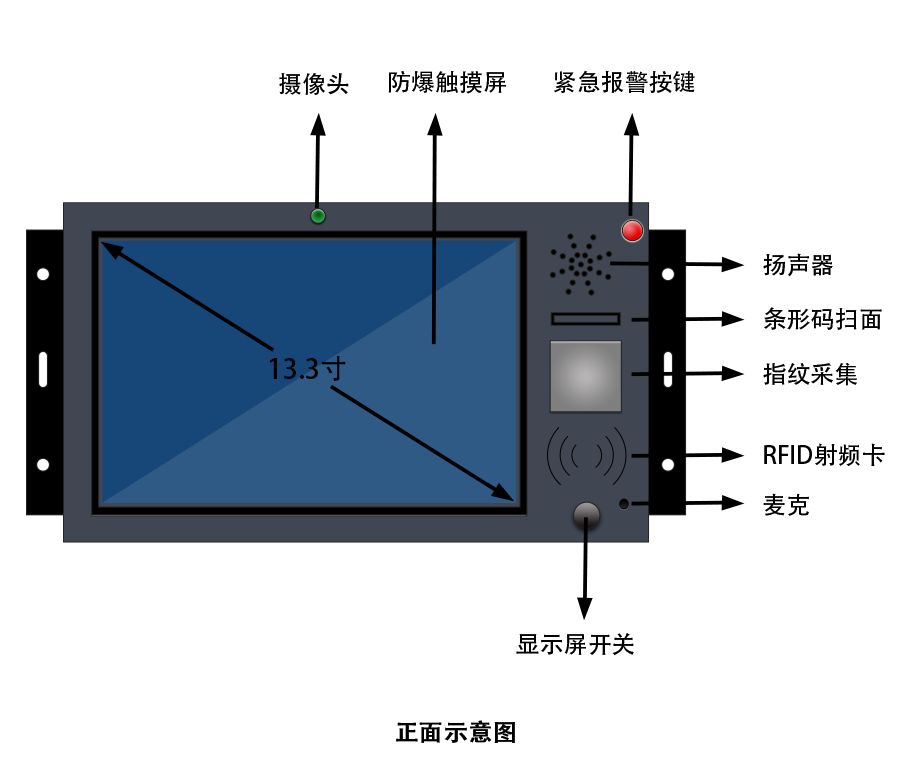 摄像头
防爆触摸屏
紧急报警按键
扬声器
条形码扫面
13.3寸
指纹采集
RFID射频卡
麦克
显示屏开关
正面示意图